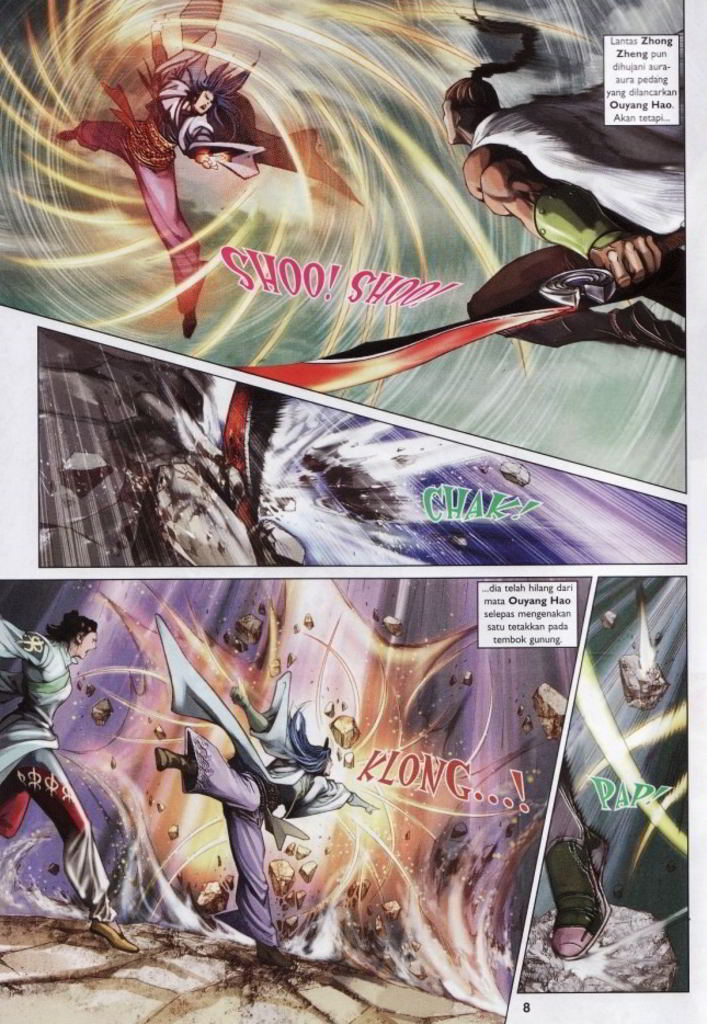 Lantas Zhong
Zheng pun
dihujani aura-
aura pedang
yang dilancarkan
Ouyang Hao.
Akan tetapi...
SHOO! SHOO!
CHAK!
...dia telah hilang dari
mata Ouyang Hao
selepas mengenakan
satu tetakkan pada
tembok gunung.
KLONG...!
PAP!
8